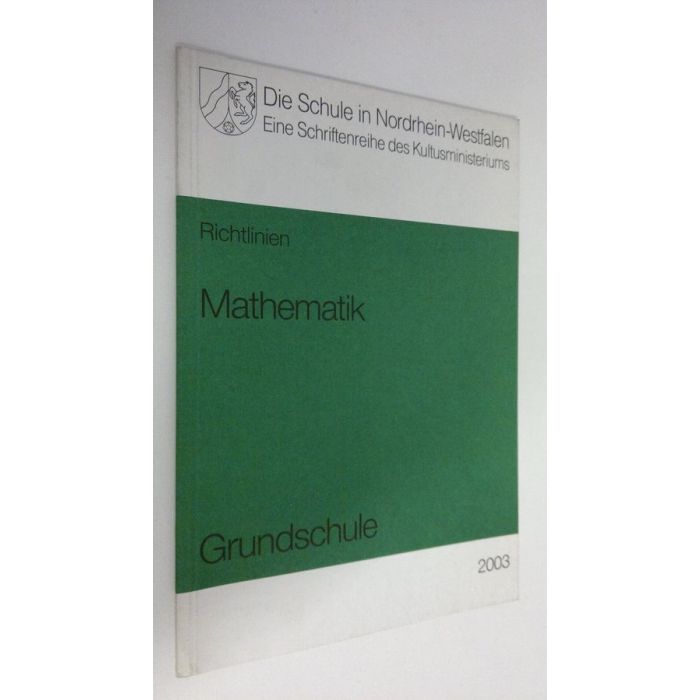 Die Schule in Nordrhein-Westfalen
Eine Schriftenreihe des Kultusministeriums
Richtlinien
Mathematik
Grundschule
2003